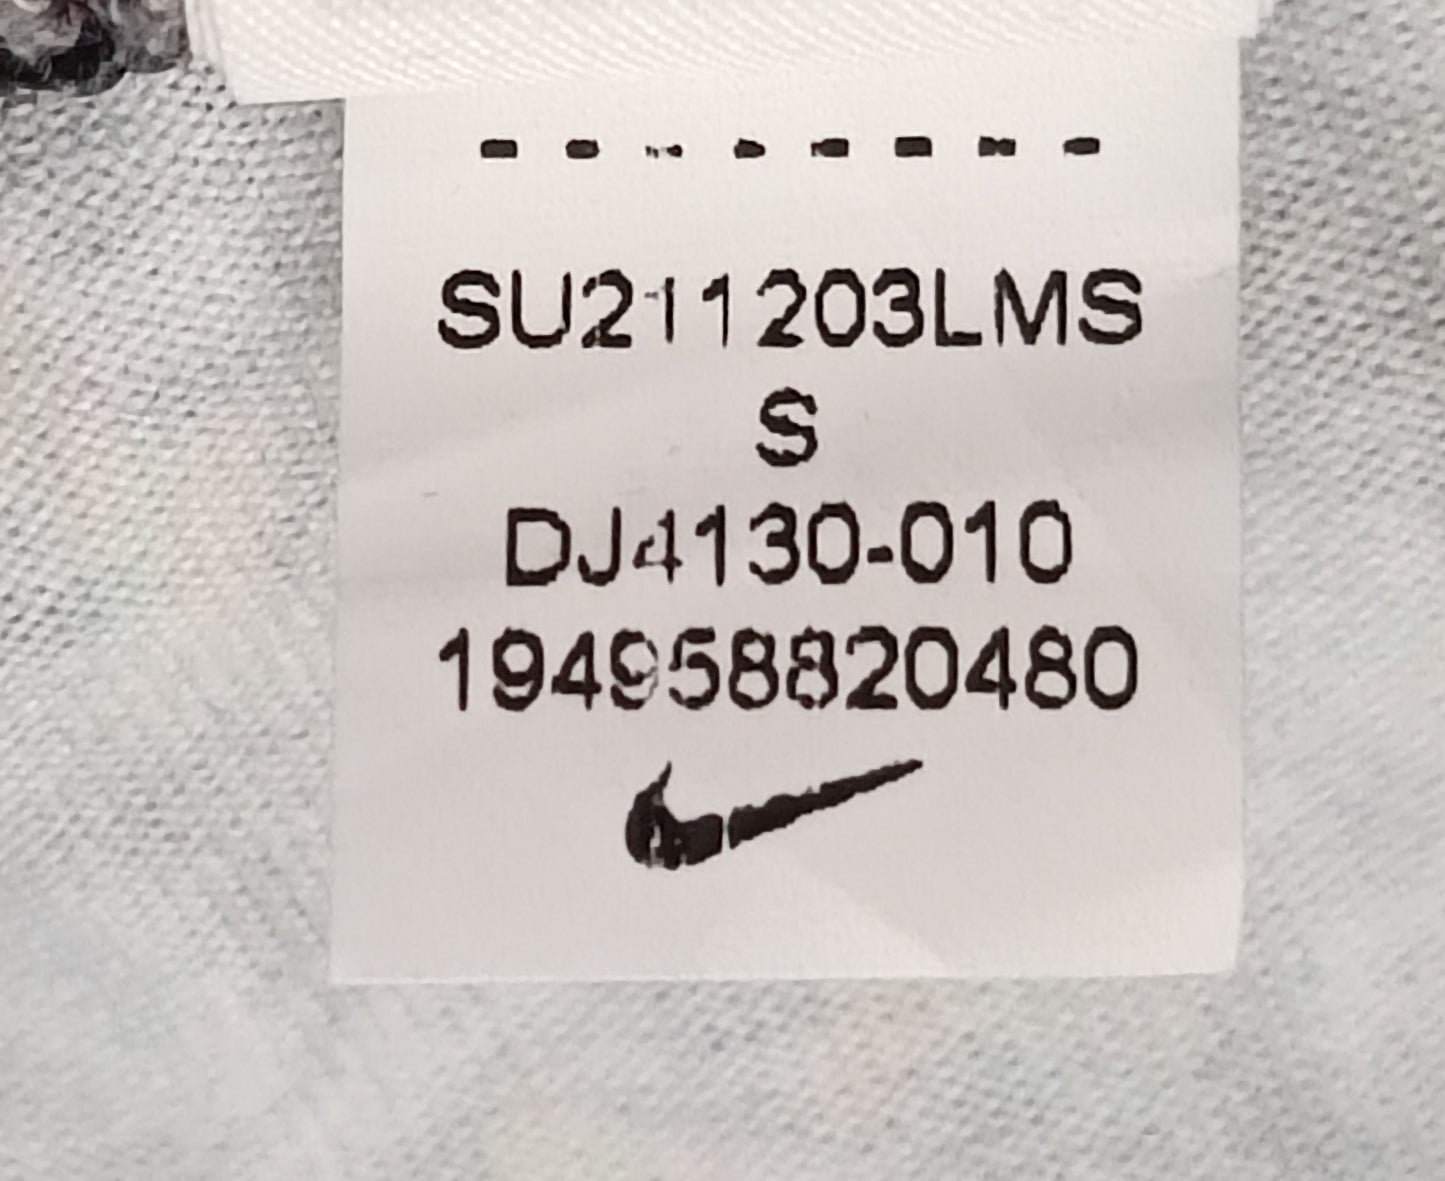 - - - - - - - -
SU211203LMS
S
DJ4130-010
194958820480